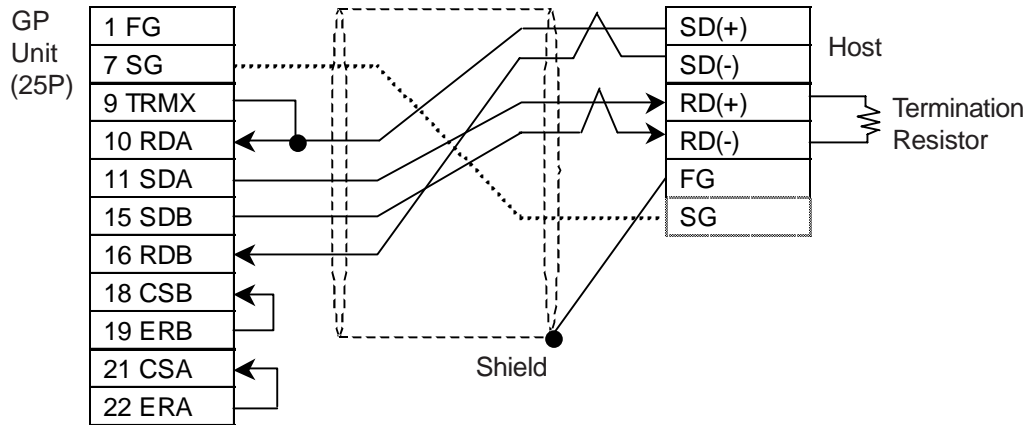 GP
Unit
(25P)
1 FG
7 SG
9 TRMX
10 RDA
11 SDA
15 SDB
16 RDB
18 CSB
19 ERB
21 CSA
22 ERA
Shield
SD(+)
SD(-)
RD(+)
RD(-)
FG
SG
Host
Termination
Resistor